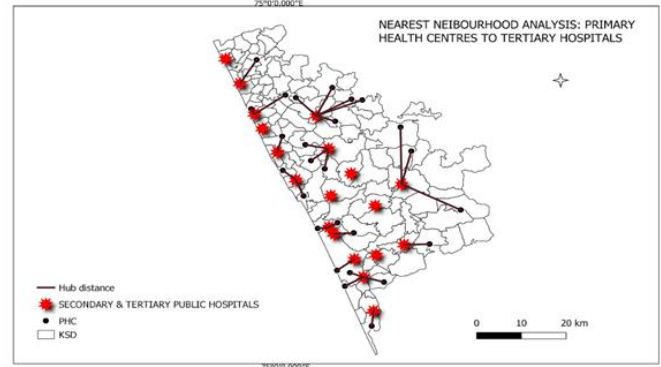 75°0'0.000"E
NEAREST NEIBOURHOOD ANALYSIS: PRIMARY
HEALTH CENTRES TO TERTIARY HOSPITALS
Hub distance
SECONDARY & TERTIARY PUBLIC HOSPITALS
PHC
KSD
0 10 20 km
75°0'0.000"E